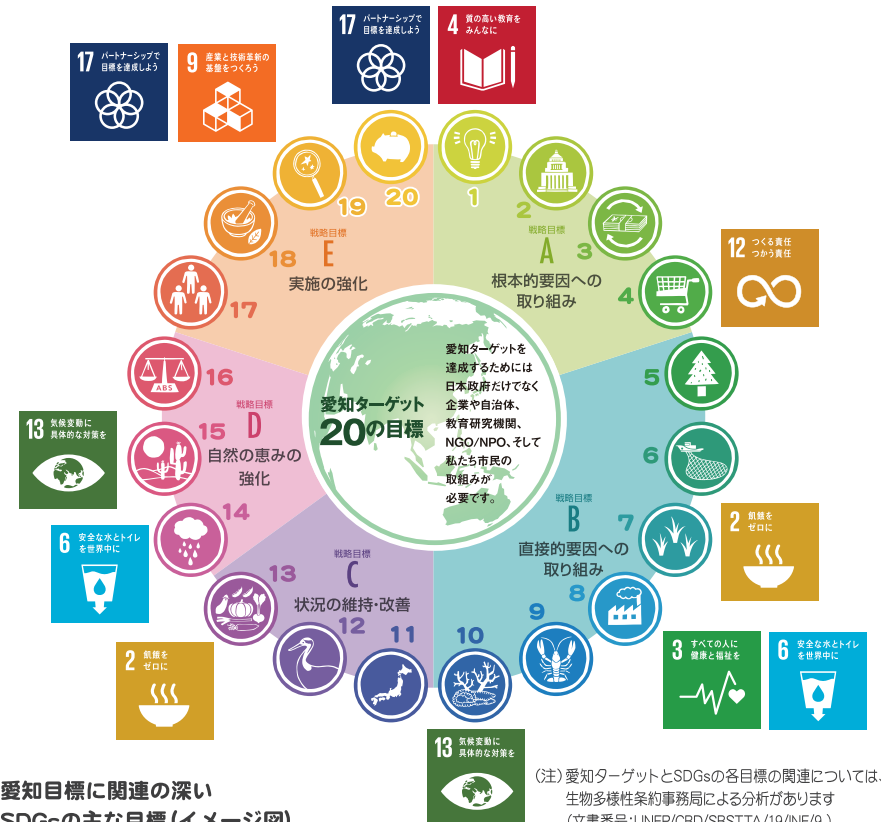 17 パートナーシップで
目標を達成しよう
4 質の高い教育を
みんなに
17 パートナーシップで
目標を達成しよう
9 産業と技術革新の
基盤をつくろう
20
1
19
2
戦略目標
E
実施の強化
18
戦略目標
A
根本的要因への
取り組み
3
12 つくる責任
つかう責任
17
4
16
ABS
5
愛知ターゲット
20の目標
愛知ターゲットを
達成するためには
日本政府だけでなく
企業や自治体、
教育研究機関、
NGO/NPO、そして
私たち市民の
取組みが
必要です。
13 気候変動に
具体的な対策を
戦略目標
D
自然の恵みの
強化
15
6
14
戦略目標
B
直接的要因への
取り組み
7
2 飢餓を
ゼロに
6 安全な水とトイレ
を世界中に
戦略目標
C
状況の維持・改善
13
8
12
11
10
9
2 飢餓を
ゼロに
3 すべての人に
健康と福祉を
6 安全な水とトイレ
を世界中に
13 気候変動に
具体的な対策を
愛知目標に関連の深い
SDGsの主な目標(イメージ図)
(注)愛知ターゲットとSDGsの各目標の関連については、
生物多様性条約事務局による分析があります
(文書番号:UNEP/CBD/SBSTTA/19/INF/9 )